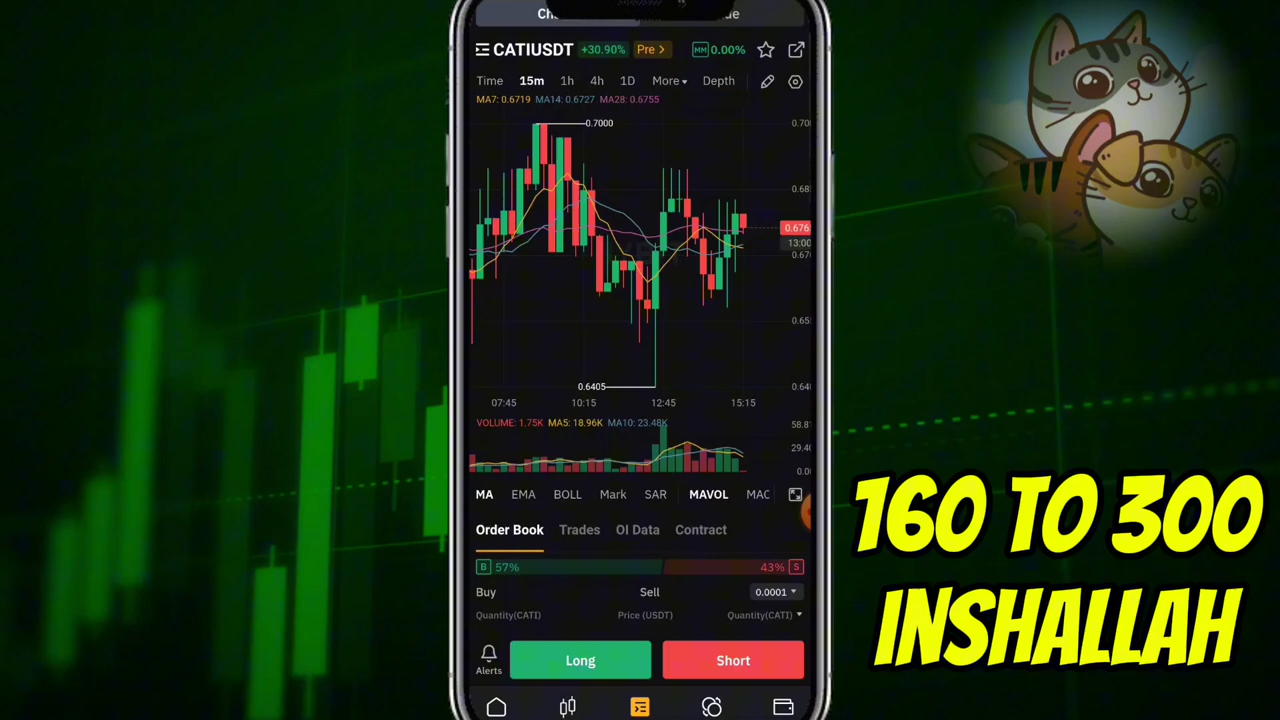 CATIUSDT +30.90% Pre > MM 0.00%
Time 15m 1h 4h 1D More Depth
MA7: 0.6719 MA14: 0.6727 MA28: 0.6755
0.7000
0.676
13:00
0.6405
07:45 10:15 12:45 15:15
VOLUME: 1.75K MA5: 18.96K MA10: 23.48K
0.00
MA EMA BOLL Mark SAR MAVOL MAC
Order Book Trades OI Data Contract
B 57% 43% S
Buy Sell 0.0001
Quantity(CATI) Price (USDT) Quantity(CATI)
Alerts Long Short
160 TO 300
INSHALLAH